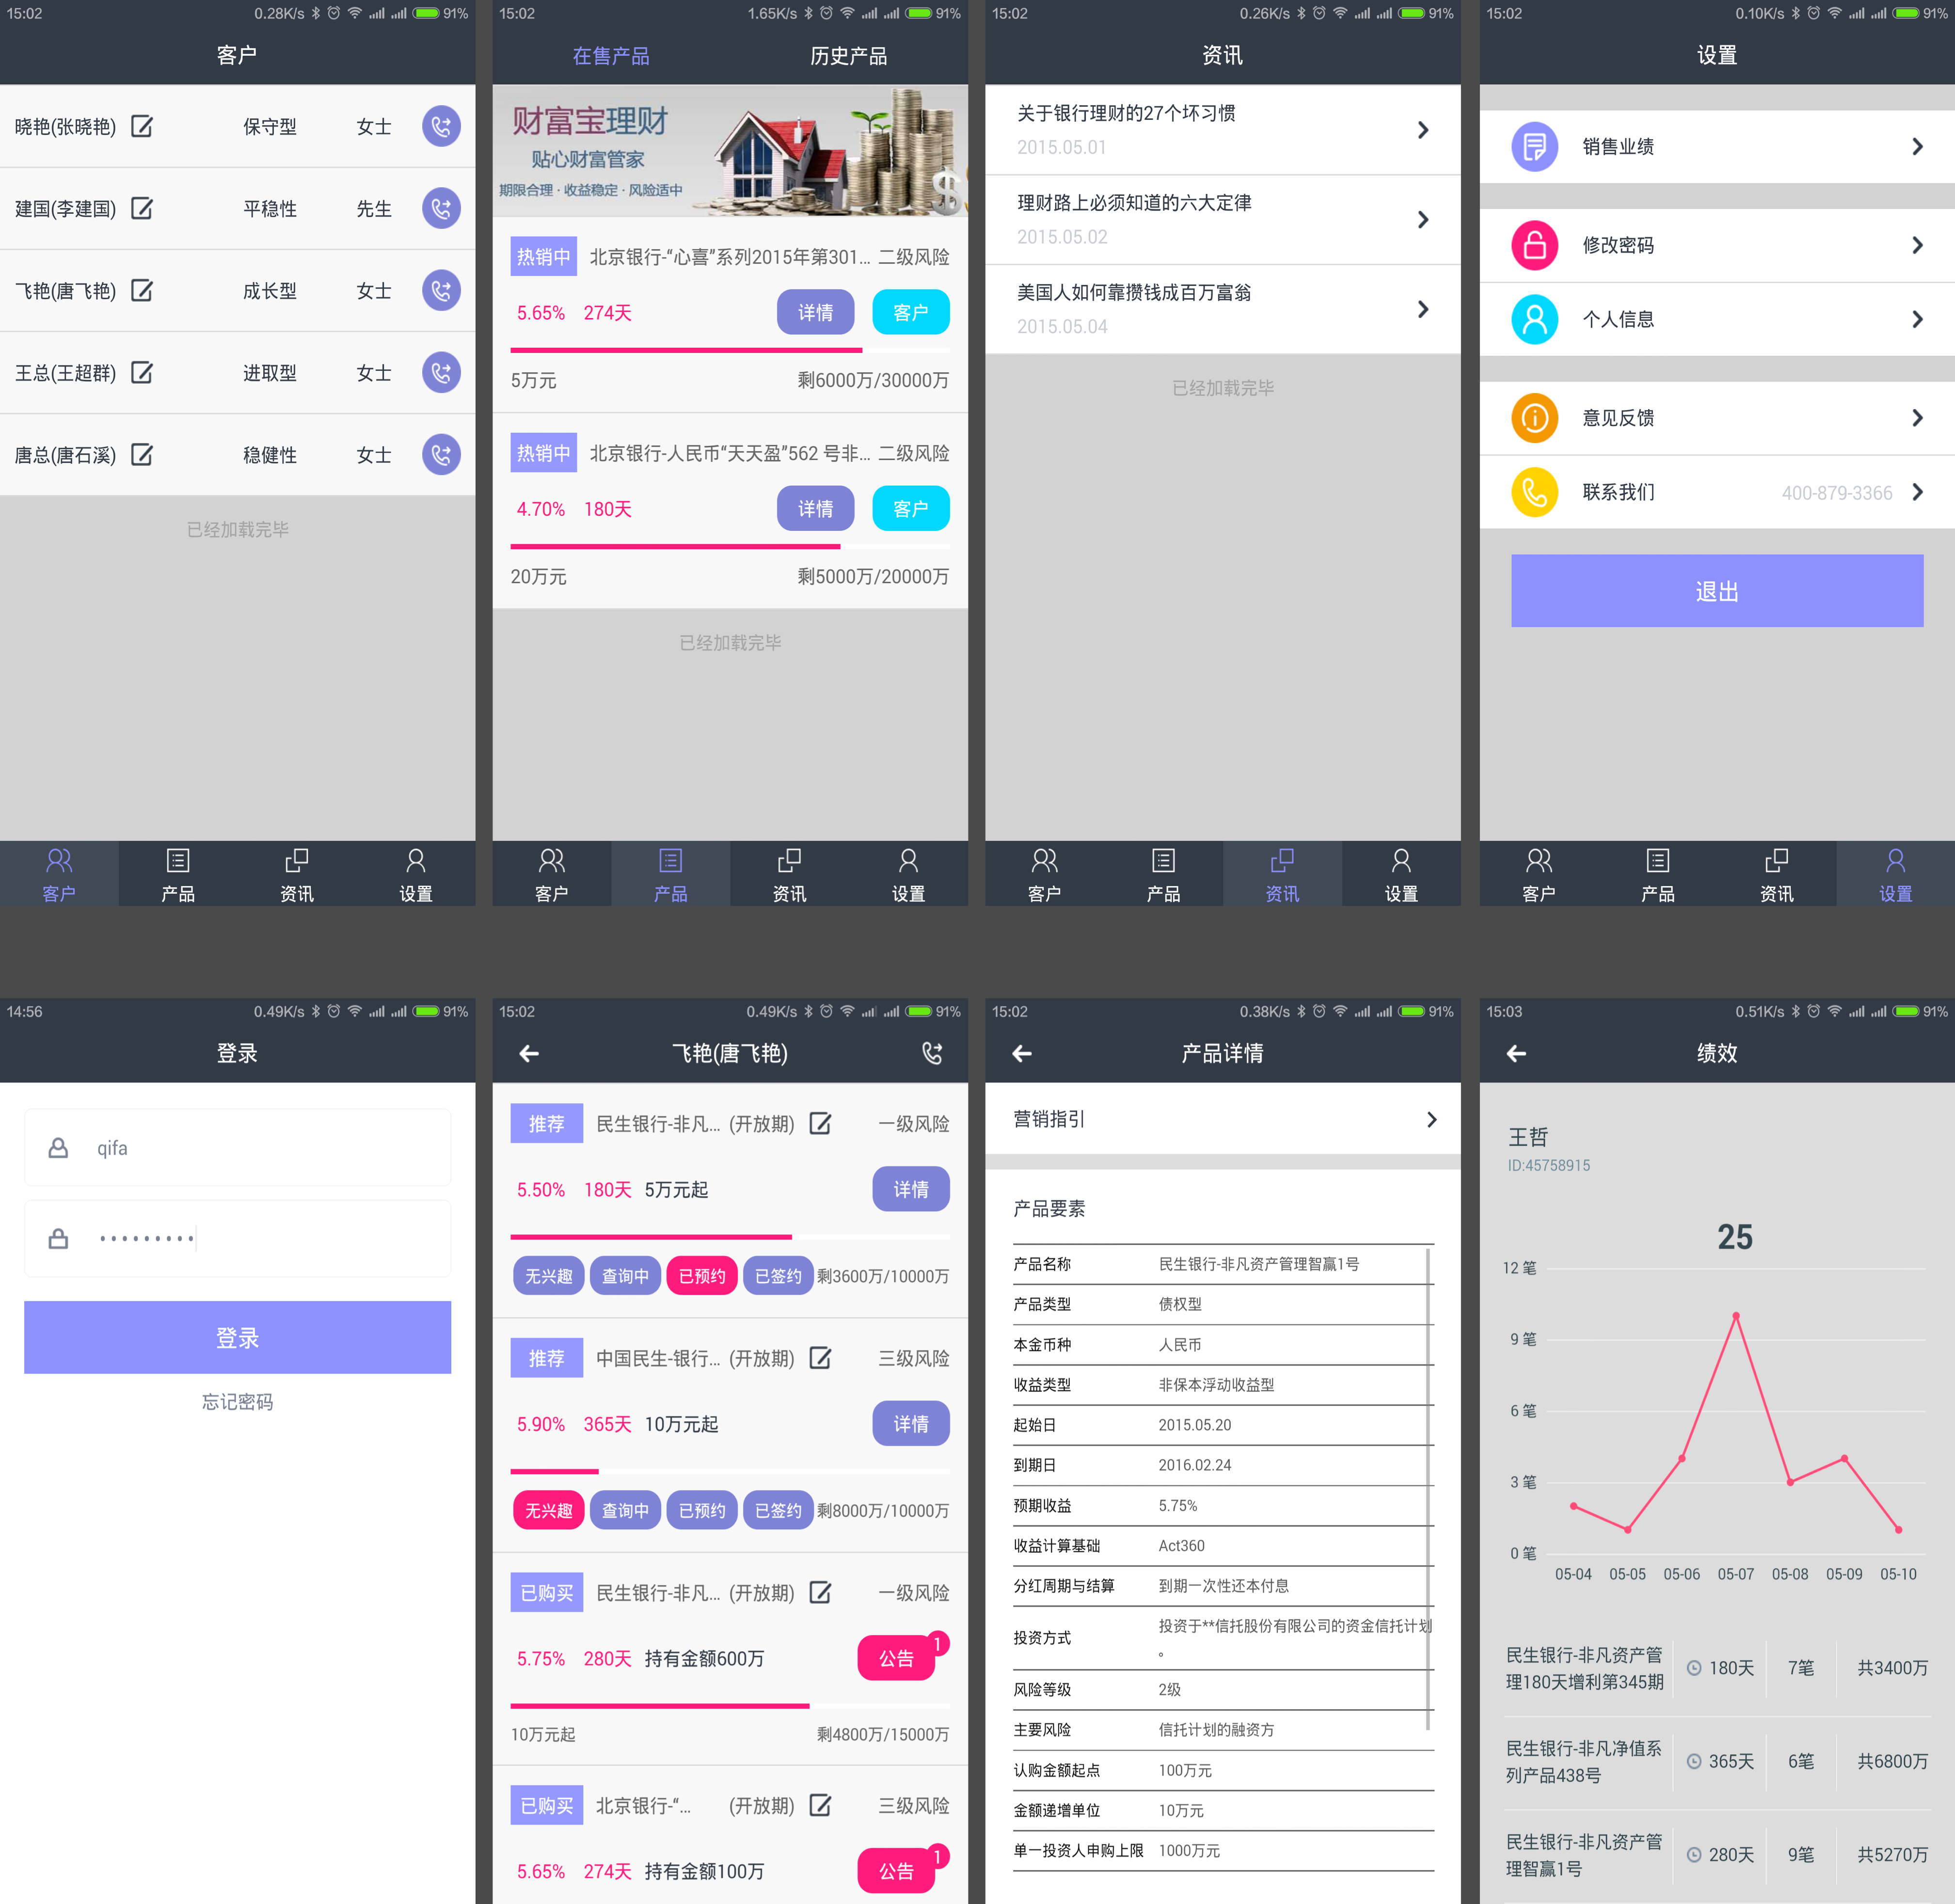 15:02 0.28K/s 91%
客户
晓艳(张晓艳) 保守型 女士
建国(李建国) 平稳性 先生
飞艳(唐飞艳) 成长型 女士
王总(王超群) 进取型 女士
唐总(唐石溪) 稳健性 女士
已经加载完毕
客户 产品 资讯 设置
15:02 1.65K/s 91%
在售产品 历史产品
财富宝理财
贴心财富管家
期限合理·收益稳定·风险适中
热销中 北京银行-“心喜”系列2015年第301... 二级风险
5.65% 274天 详情 客户
5万元 剩6000万/30000万
热销中 北京银行-人民币“天天盈”562 号非... 二级风险
4.70% 180天 详情 客户
20万元 剩5000万/20000万
已经加载完毕
客户 产品 资讯 设置
15:02 0.26K/s 91%
资讯
关于银行理财的27个坏习惯
2015.05.01
理财路上必须知道的六大定律
2015.05.02
美国人如何靠攒钱成百万富翁
2015.05.04
已经加载完毕
客户 产品 资讯 设置
15:02 0.10K/s 91%
设置
销售业绩
修改密码
个人信息
意见反馈
联系我们 400-879-3366
退出
客户 产品 资讯 设置
14:56 0.49K/s 91%
登录
qifa
•••••••••
登录
忘记密码
15:02 0.49K/s 91%
飞艳(唐飞艳)
推荐 民生银行-非凡... (开放期) 一级风险
5.50% 180天 5万元起 详情
无兴趣 查询中 已预约 已签约 剩3600万/10000万
推荐 中国民生-银行... (开放期) 三级风险
5.90% 365天 10万元起 详情
无兴趣 查询中 已预约 已签约 剩8000万/10000万
已购买 民生银行-非凡... (开放期) 一级风险
5.75% 280天 持有金额600万 公告 1
10万元起 剩4800万/15000万
已购买 北京银行-“... (开放期) 三级风险
5.65% 274天 持有金额100万 公告 1
15:02 0.38K/s 91%
产品详情
营销指引
产品要素
产品名称 民生银行-非凡资产管理智赢1号
产品类型 债权型
本金币种 人民币
收益类型 非保本浮动收益型
起始日 2015.05.20
到期日 2016.02.24
预期收益 5.75%
收益计算基础 Act360
分红周期与结算 到期一次性还本付息
投资方式 投资于**信托股份有限公司的资金信托计划
。
风险等级 2级
主要风险 信托计划的融资方
认购金额起点 100万元
金额递增单位 10万元
单一投资人申购上限 1000万元
15:03 0.51K/s 91%
绩效
王哲
ID:45758915
25
12 笔
9 笔
6 笔
3 笔
0 笔
05-04 05-05 05-06 05-07 05-08 05-09 05-10
民生银行-非凡资产管
理180天增利第345期 180天 7笔 共3400万
民生银行-非凡净值系
列产品438号 365天 6笔 共6800万
民生银行-非凡资产管
理智赢1号 280天 9笔 共5270万